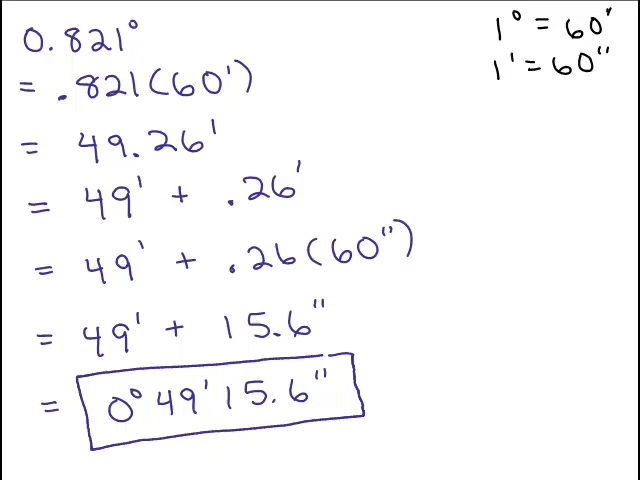 0.821°
= .821(60')
= 49.26'
= 49' + .26'
= 49' + .26(60")
= 49' + 15.6"
= 0° 49' 15.6"
1° = 60'
1' = 60"